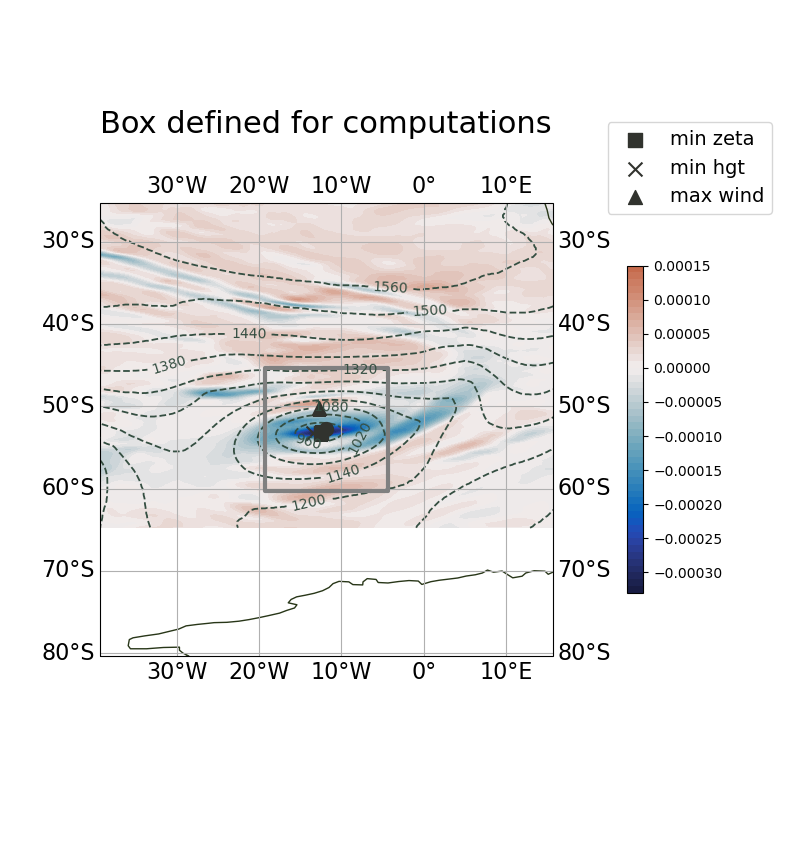 Box defined for computations
min zeta
min hgt
max wind
30°W 20°W 10°W 0° 10°E
30°S 30°S
40°S 40°S
50°S 50°S
60°S 60°S
70°S 70°S
80°S 80°S
30°W 20°W 10°W 0° 10°E
1560
1500
1440
1380
1320
1080
1020
960
1140
1200
0.00015
0.00010
0.00005
0.00000
−0.00005
−0.00010
−0.00015
−0.00020
−0.00025
−0.00030